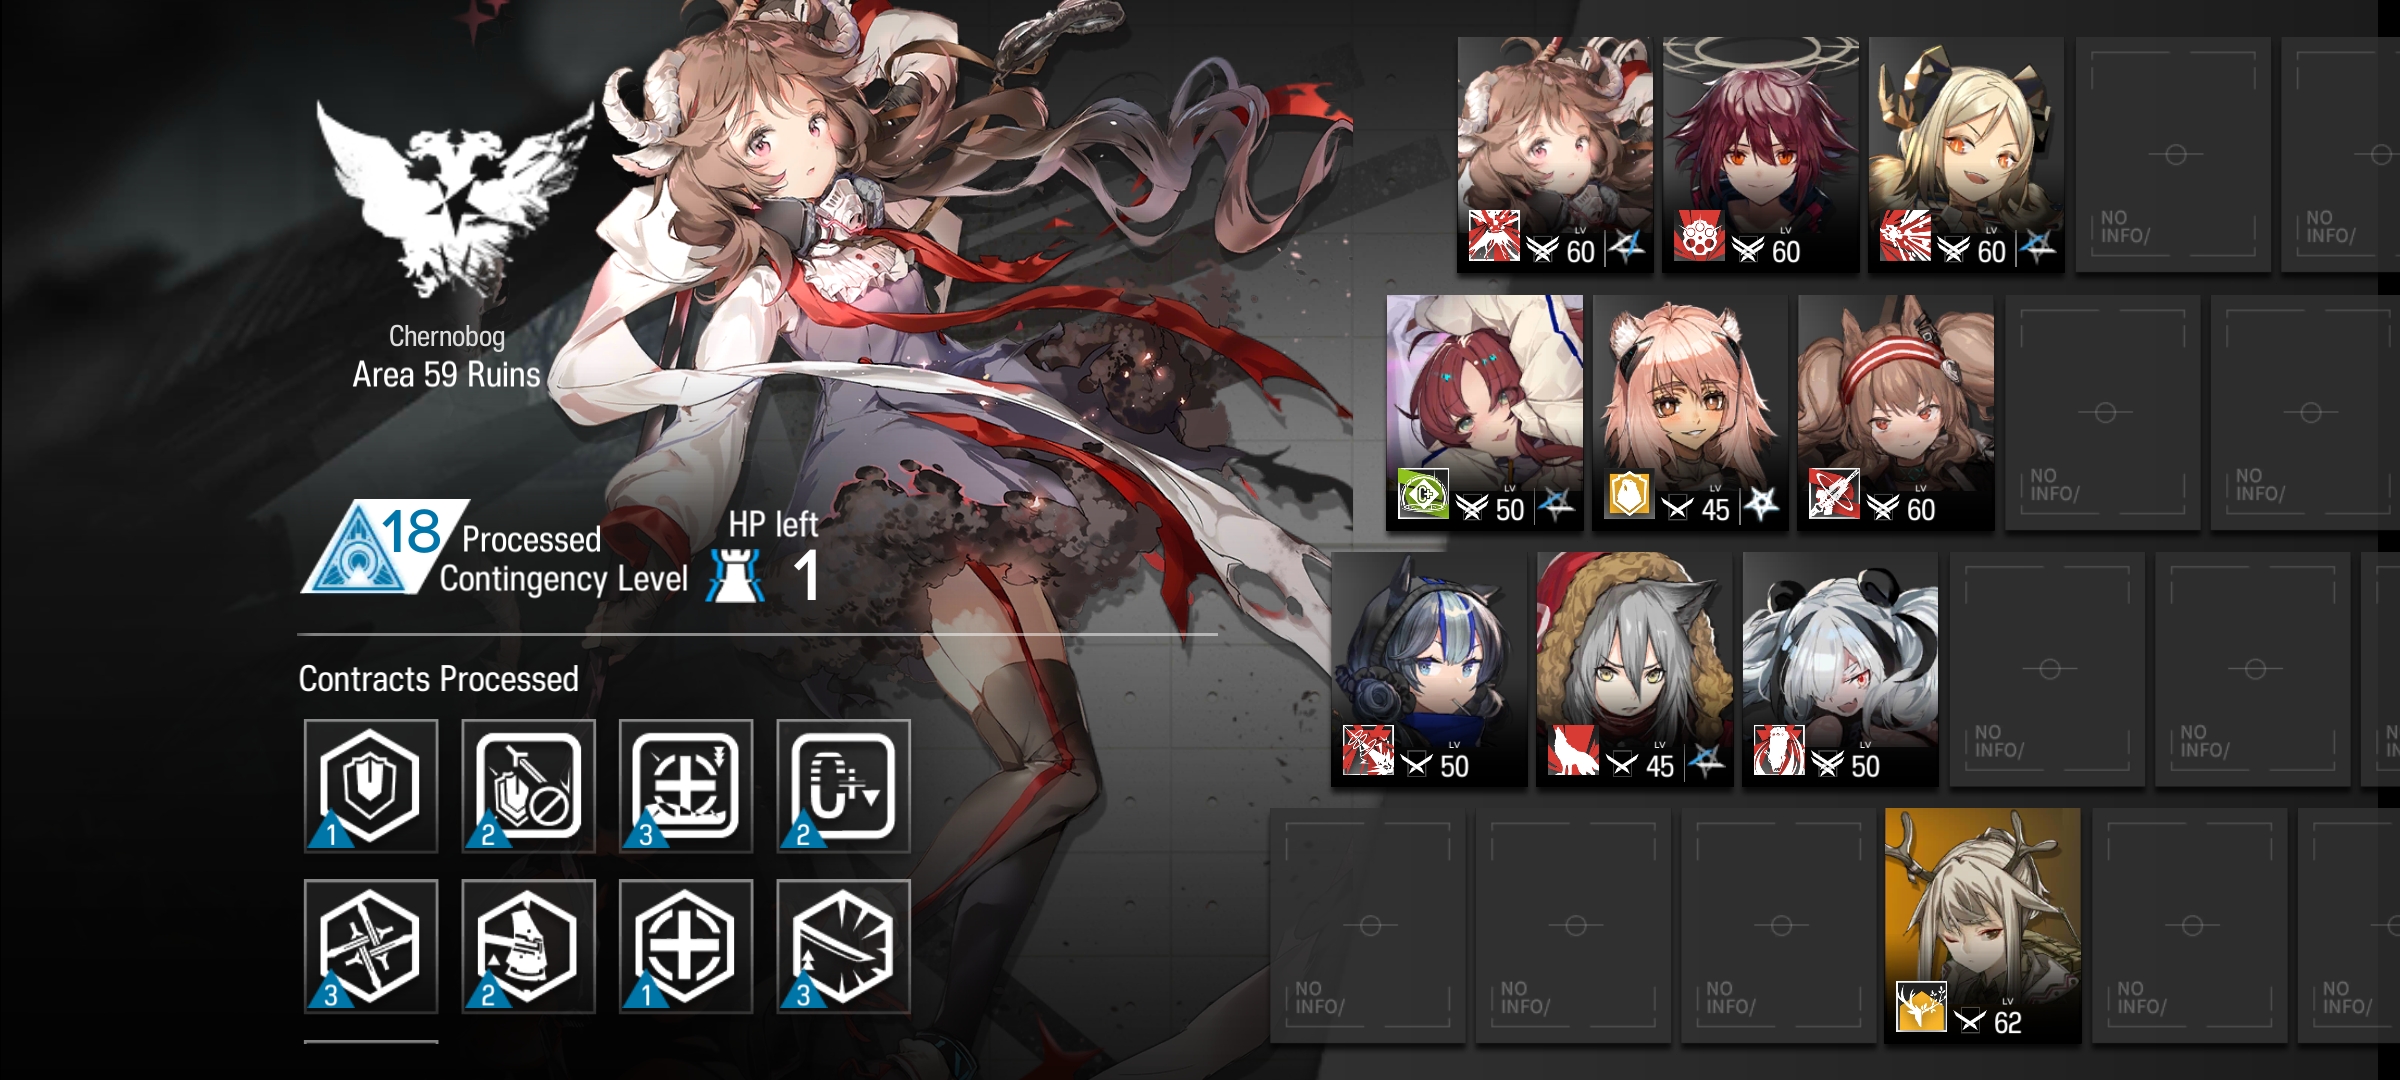 Chernobog
Area 59 Ruins
18
Processed
Contingency Level
HP left
1
Contracts Processed
1
2
3
2
3
2
1
3
LV
60
LV
60
LV
60
NO
INFO/
NO
INFO/
LV
50
LV
45
LV
60
NO
INFO/
NO
INFO/
LV
50
LV
45
LV
50
NO
INFO/
NO
INFO/
NO
INFO/
NO
INFO/
NO
INFO/
LV
62
NO
INFO/
NO
INFO/